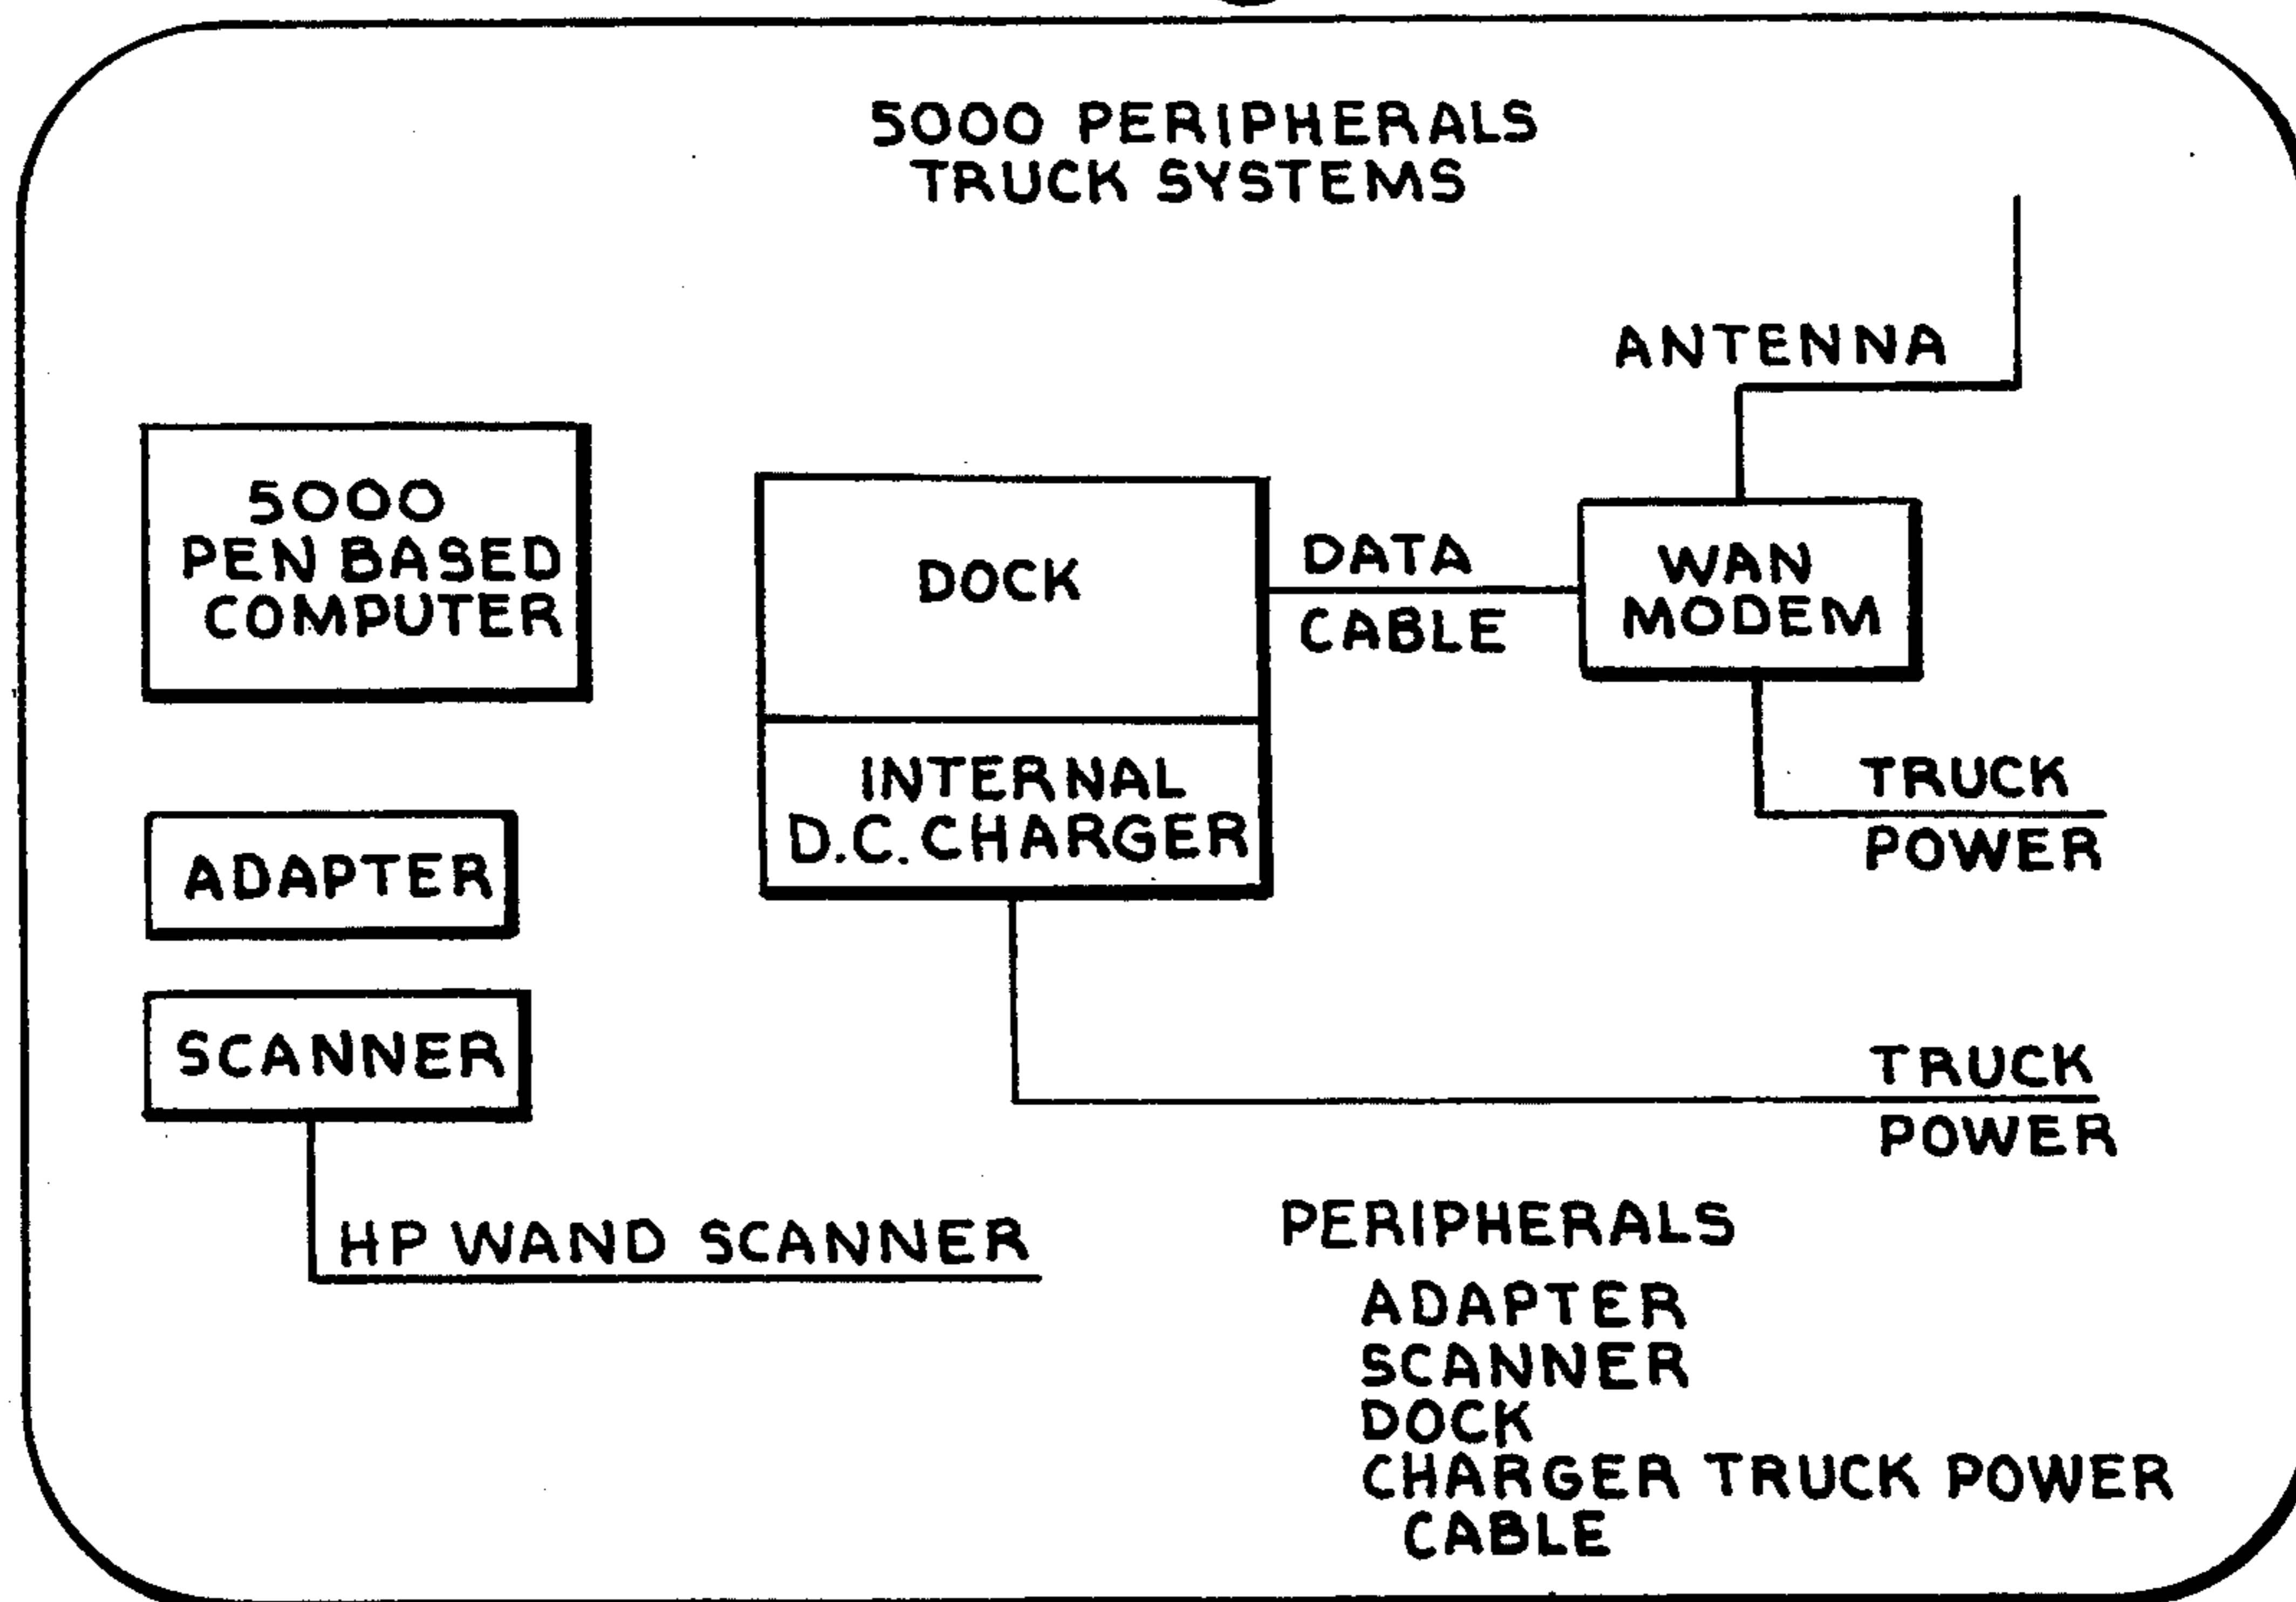 5000 PERIPHERALS
TRUCK SYSTEMS
ANTENNA
5000
PEN BASED
COMPUTER
DOCK
DATA
CABLE
WAN
MODEM
INTERNAL
D.C. CHARGER
TRUCK
POWER
ADAPTER
SCANNER
TRUCK
POWER
HP WAND SCANNER
PERIPHERALS
ADAPTER
SCANNER
DOCK
CHARGER TRUCK POWER
CABLE